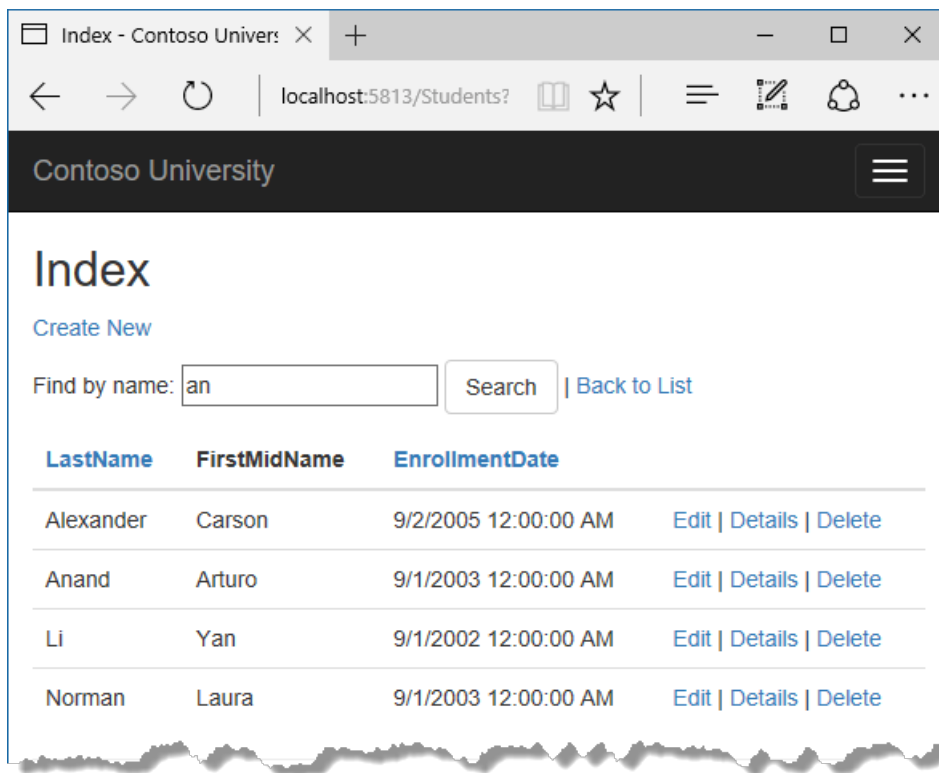 Index - Contoso Univers
localhost:5813/Students?
Contoso University
Index
Create New
Find by name: an Search | Back to List
LastName FirstMidName EnrollmentDate
Alexander Carson 9/2/2005 12:00:00 AM Edit | Details | Delete
Anand Arturo 9/1/2003 12:00:00 AM Edit | Details | Delete
Li Yan 9/1/2002 12:00:00 AM Edit | Details | Delete
Norman Laura 9/1/2003 12:00:00 AM Edit | Details | Delete